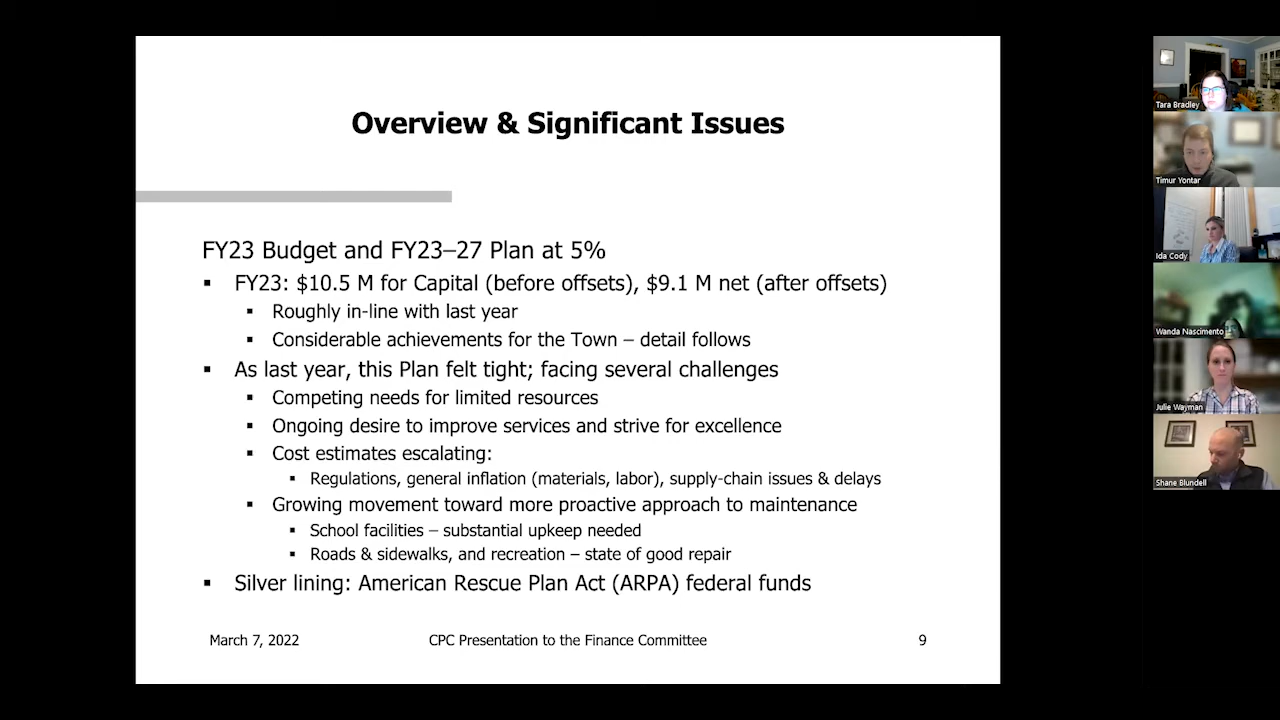 Overview & Significant Issues
FY23 Budget and FY23–27 Plan at 5%
▪ FY23: $10.5 M for Capital (before offsets), $9.1 M net (after offsets)
▪ Roughly in-line with last year
▪ Considerable achievements for the Town – detail follows
▪ As last year, this Plan felt tight; facing several challenges
▪ Competing needs for limited resources
▪ Ongoing desire to improve services and strive for excellence
▪ Cost estimates escalating:
▪ Regulations, general inflation (materials, labor), supply-chain issues & delays
▪ Growing movement toward more proactive approach to maintenance
▪ School facilities – substantial upkeep needed
▪ Roads & sidewalks, and recreation – state of good repair
▪ Silver lining: American Rescue Plan Act (ARPA) federal funds
March 7, 2022 CPC Presentation to the Finance Committee 9
Tara Bradley
Timur Yontar
Ida Cody
Wanda Nascimento
Julie Wayman
Shane Blundell